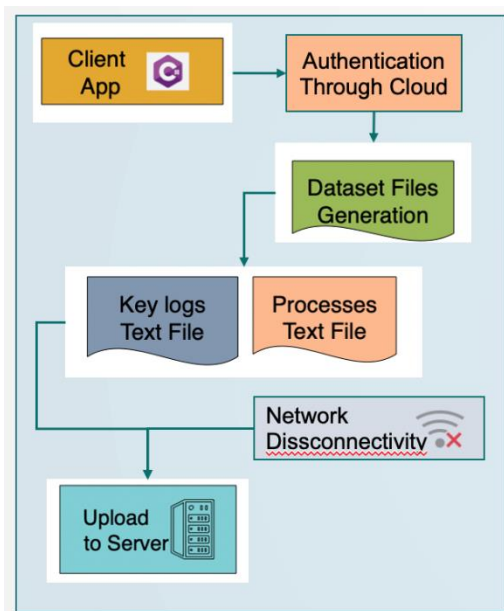 Client
App
C#
Authentication
Through Cloud
Dataset Files
Generation
Key logs
Text File
Processes
Text File
Network
Dissconnectivity
Upload
to Server